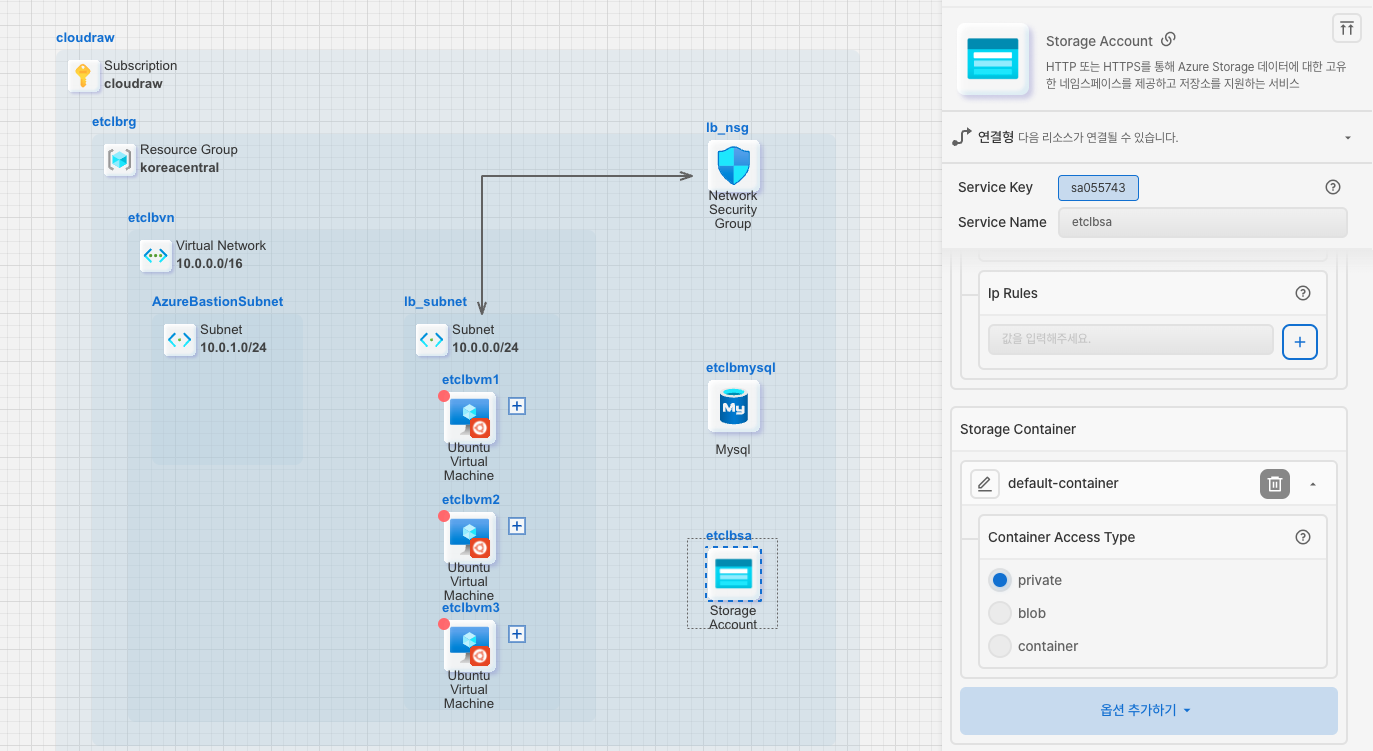 cloudraw
Subscription
cloudraw
etclbrg
Resource Group
koreacentral
etclbvn
Virtual Network
10.0.0.0/16
AzureBastionSubnet
Subnet
10.0.1.0/24
lb_subnet
Subnet
10.0.0.0/24
etclbvm1
Ubuntu
Virtual
Machine
etclbvm2
Ubuntu
Virtual
Machine
etclbvm3
Ubuntu
Virtual
Machine
lb_nsg
Network
Security
Group
etclbmysql
My
Mysql
etclbsa
Storage
Account
Storage Account
HTTP 또는 HTTPS를 통해 Azure Storage 데이터에 대한 고유
한 네임스페이스를 제공하고 저장소를 지원하는 서비스
연결형 다음 리소스가 연결될 수 있습니다.
Service Key sa055743
Service Name etclbsa
Ip Rules
값을 입력해주세요.
Storage Container
default-container
Container Access Type
private
blob
container
옵션 추가하기